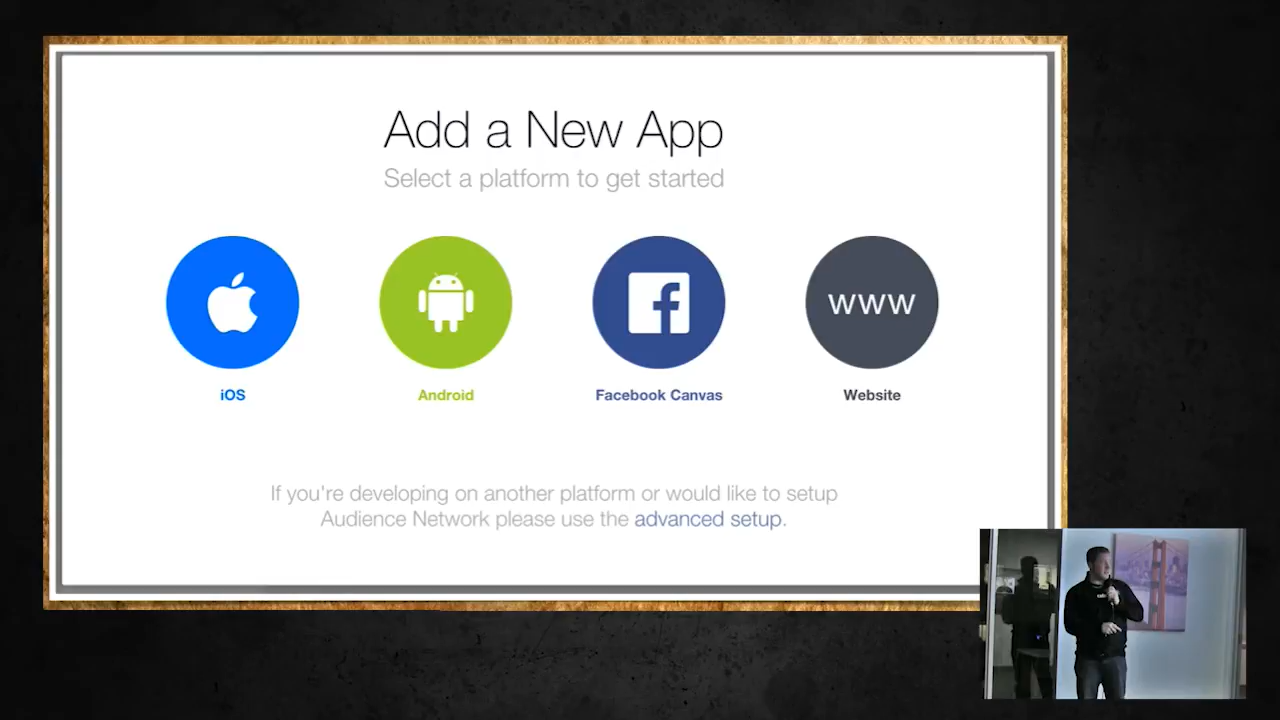 Add a New App
Select a platform to get started
www
iOS
Android
Facebook Canvas
Website
If you're developing on another platform or would like to setup
Audience Network please use the advanced setup.